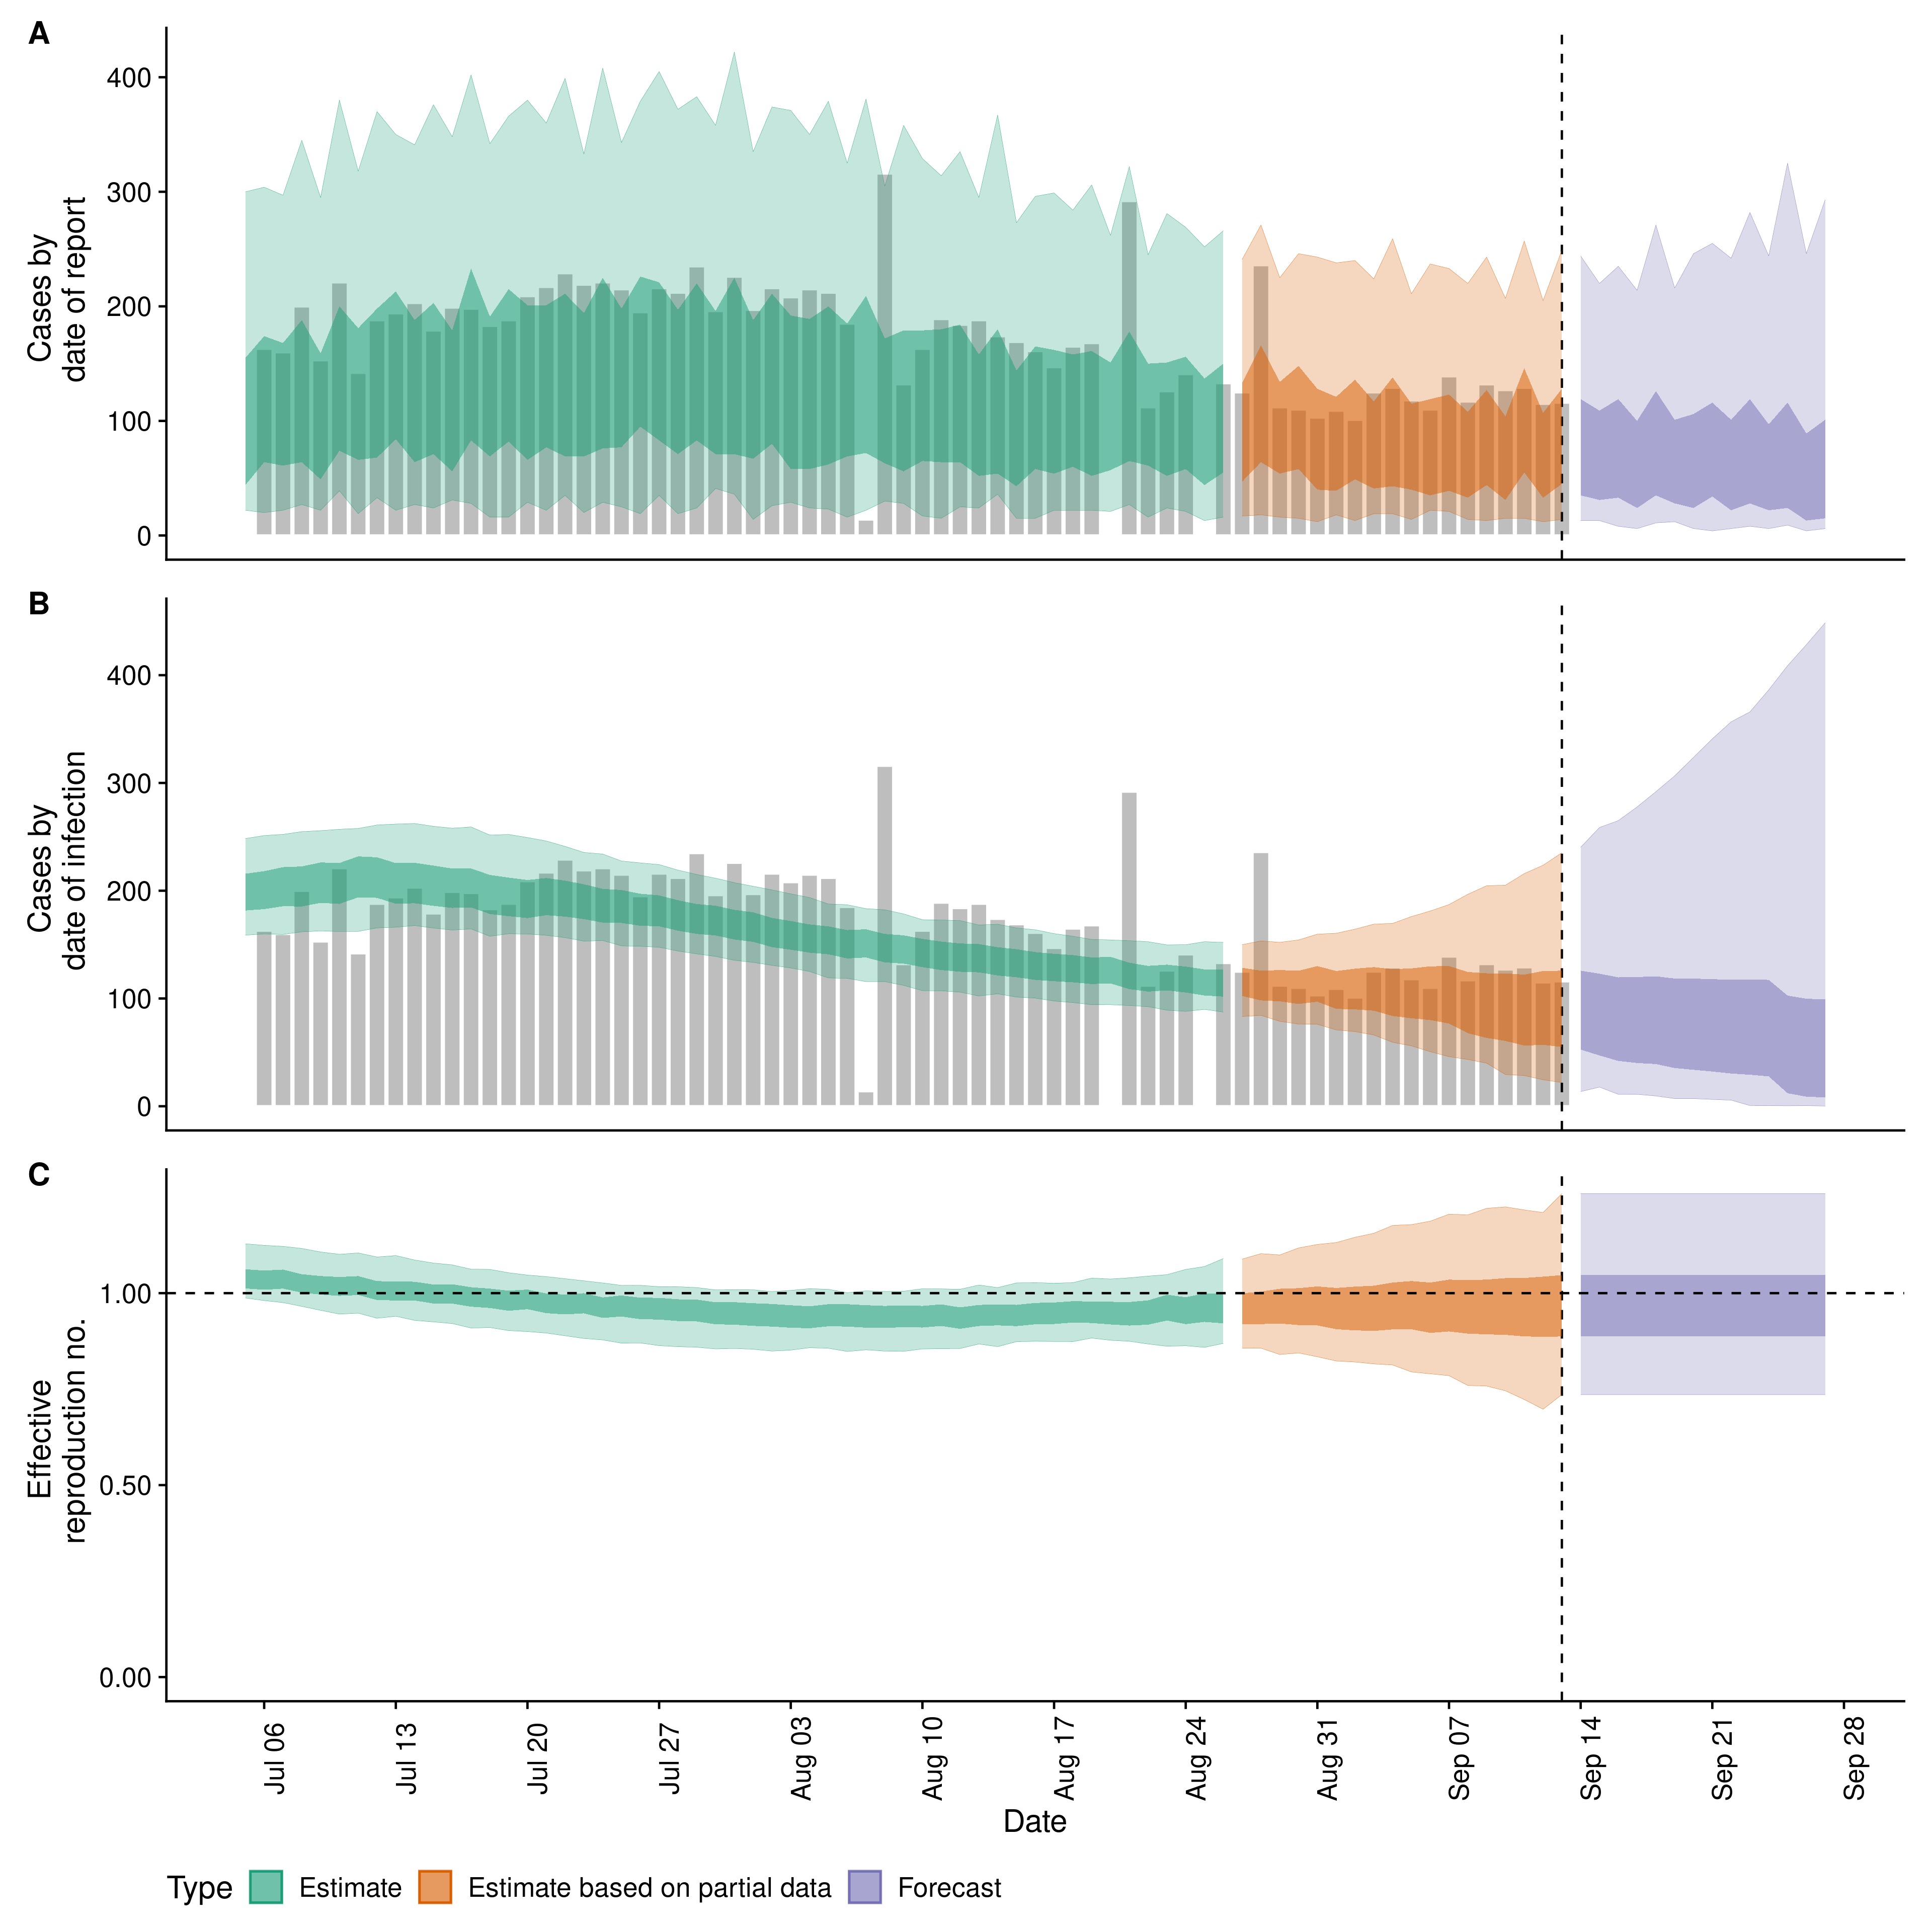 A
Cases by
date of report
400
300
200
100
0
B
Cases by
date of infection
400
300
200
100
0
C
Effective
reproduction no.
1.00
0.50
0.00
Jul 06
Jul 13
Jul 20
Jul 27
Aug 03
Aug 10
Aug 17
Aug 24
Aug 31
Sep 07
Sep 14
Sep 21
Sep 28
Date
Type Estimate Estimate based on partial data Forecast